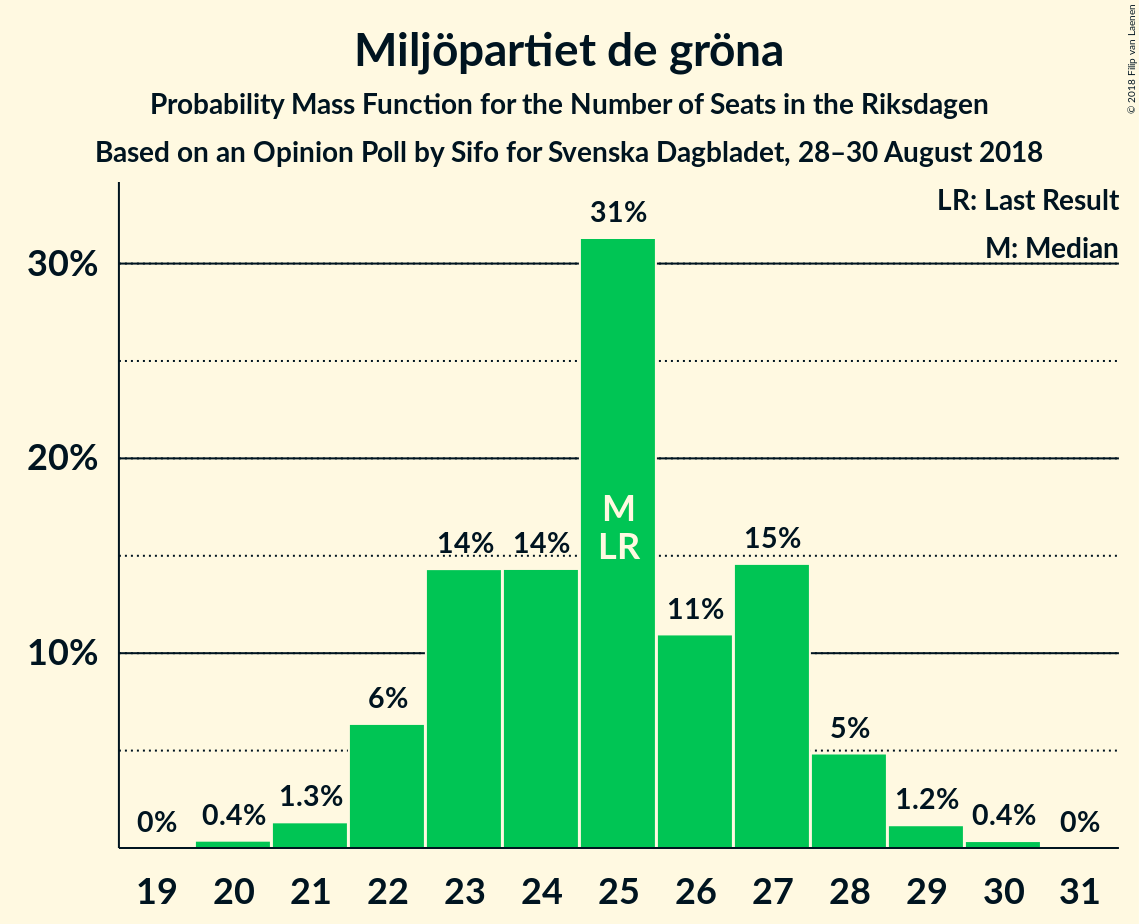 Miljöpartiet de gröna
Probability Mass Function for the Number of Seats in the Riksdagen
Based on an Opinion Poll by Sifo for Svenska Dagbladet, 28–30 August 2018
© 2018 Filip van Laenen
LR: Last Result
M: Median
30%
20%
10%
0%
0.4%
1.3%
6%
14%
14%
31%
M
LR
11%
15%
5%
1.2%
0.4%
0%
19 20 21 22 23 24 25 26 27 28 29 30 31